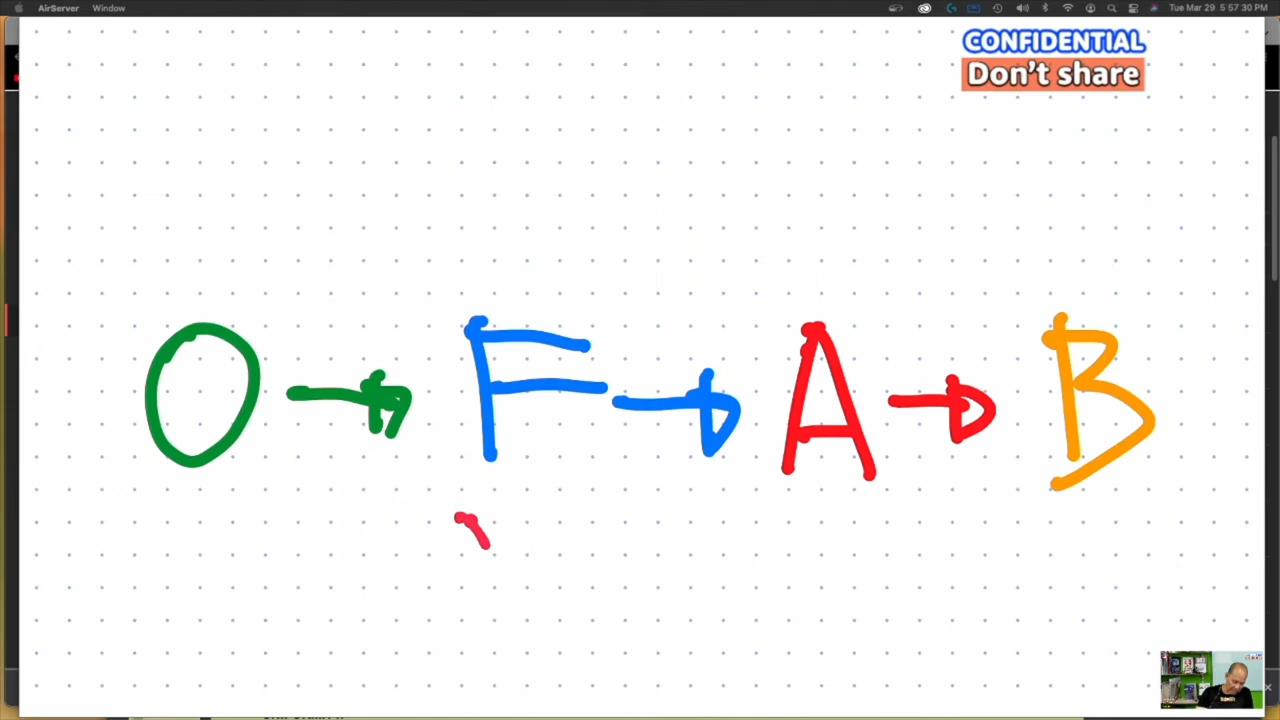 AirServer Window Tue Mar 29 5:57:30 PM
CONFIDENTIAL
Don't share
O → F → A → B